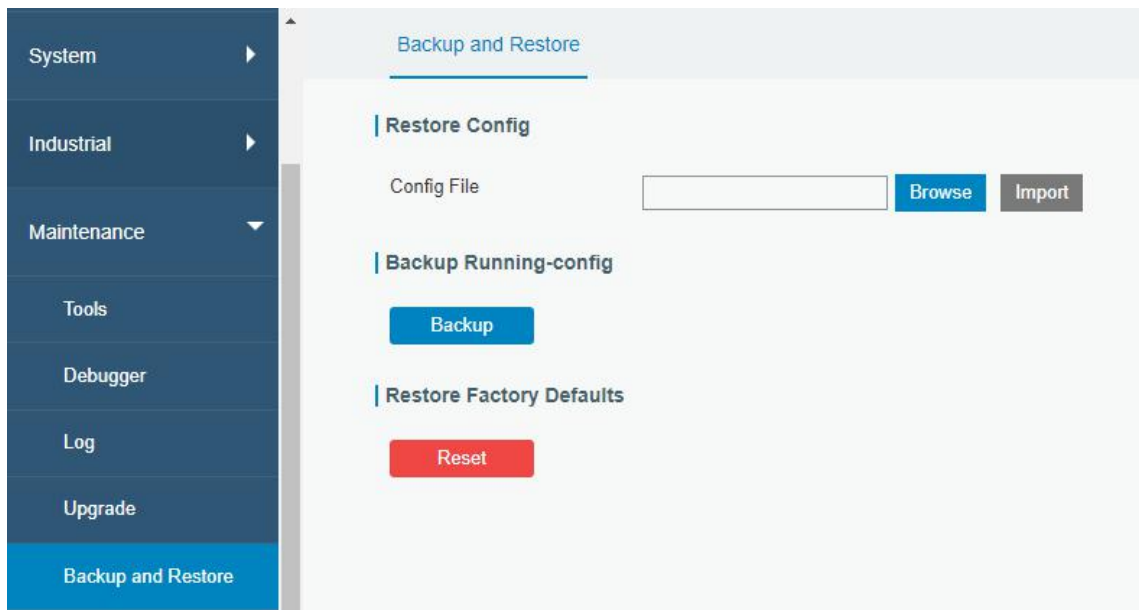 System
Industrial
Maintenance
Tools
Debugger
Log
Upgrade
Backup and Restore
Backup and Restore
Restore Config
Config File Browse Import
Backup Running-config
Backup
Restore Factory Defaults
Reset